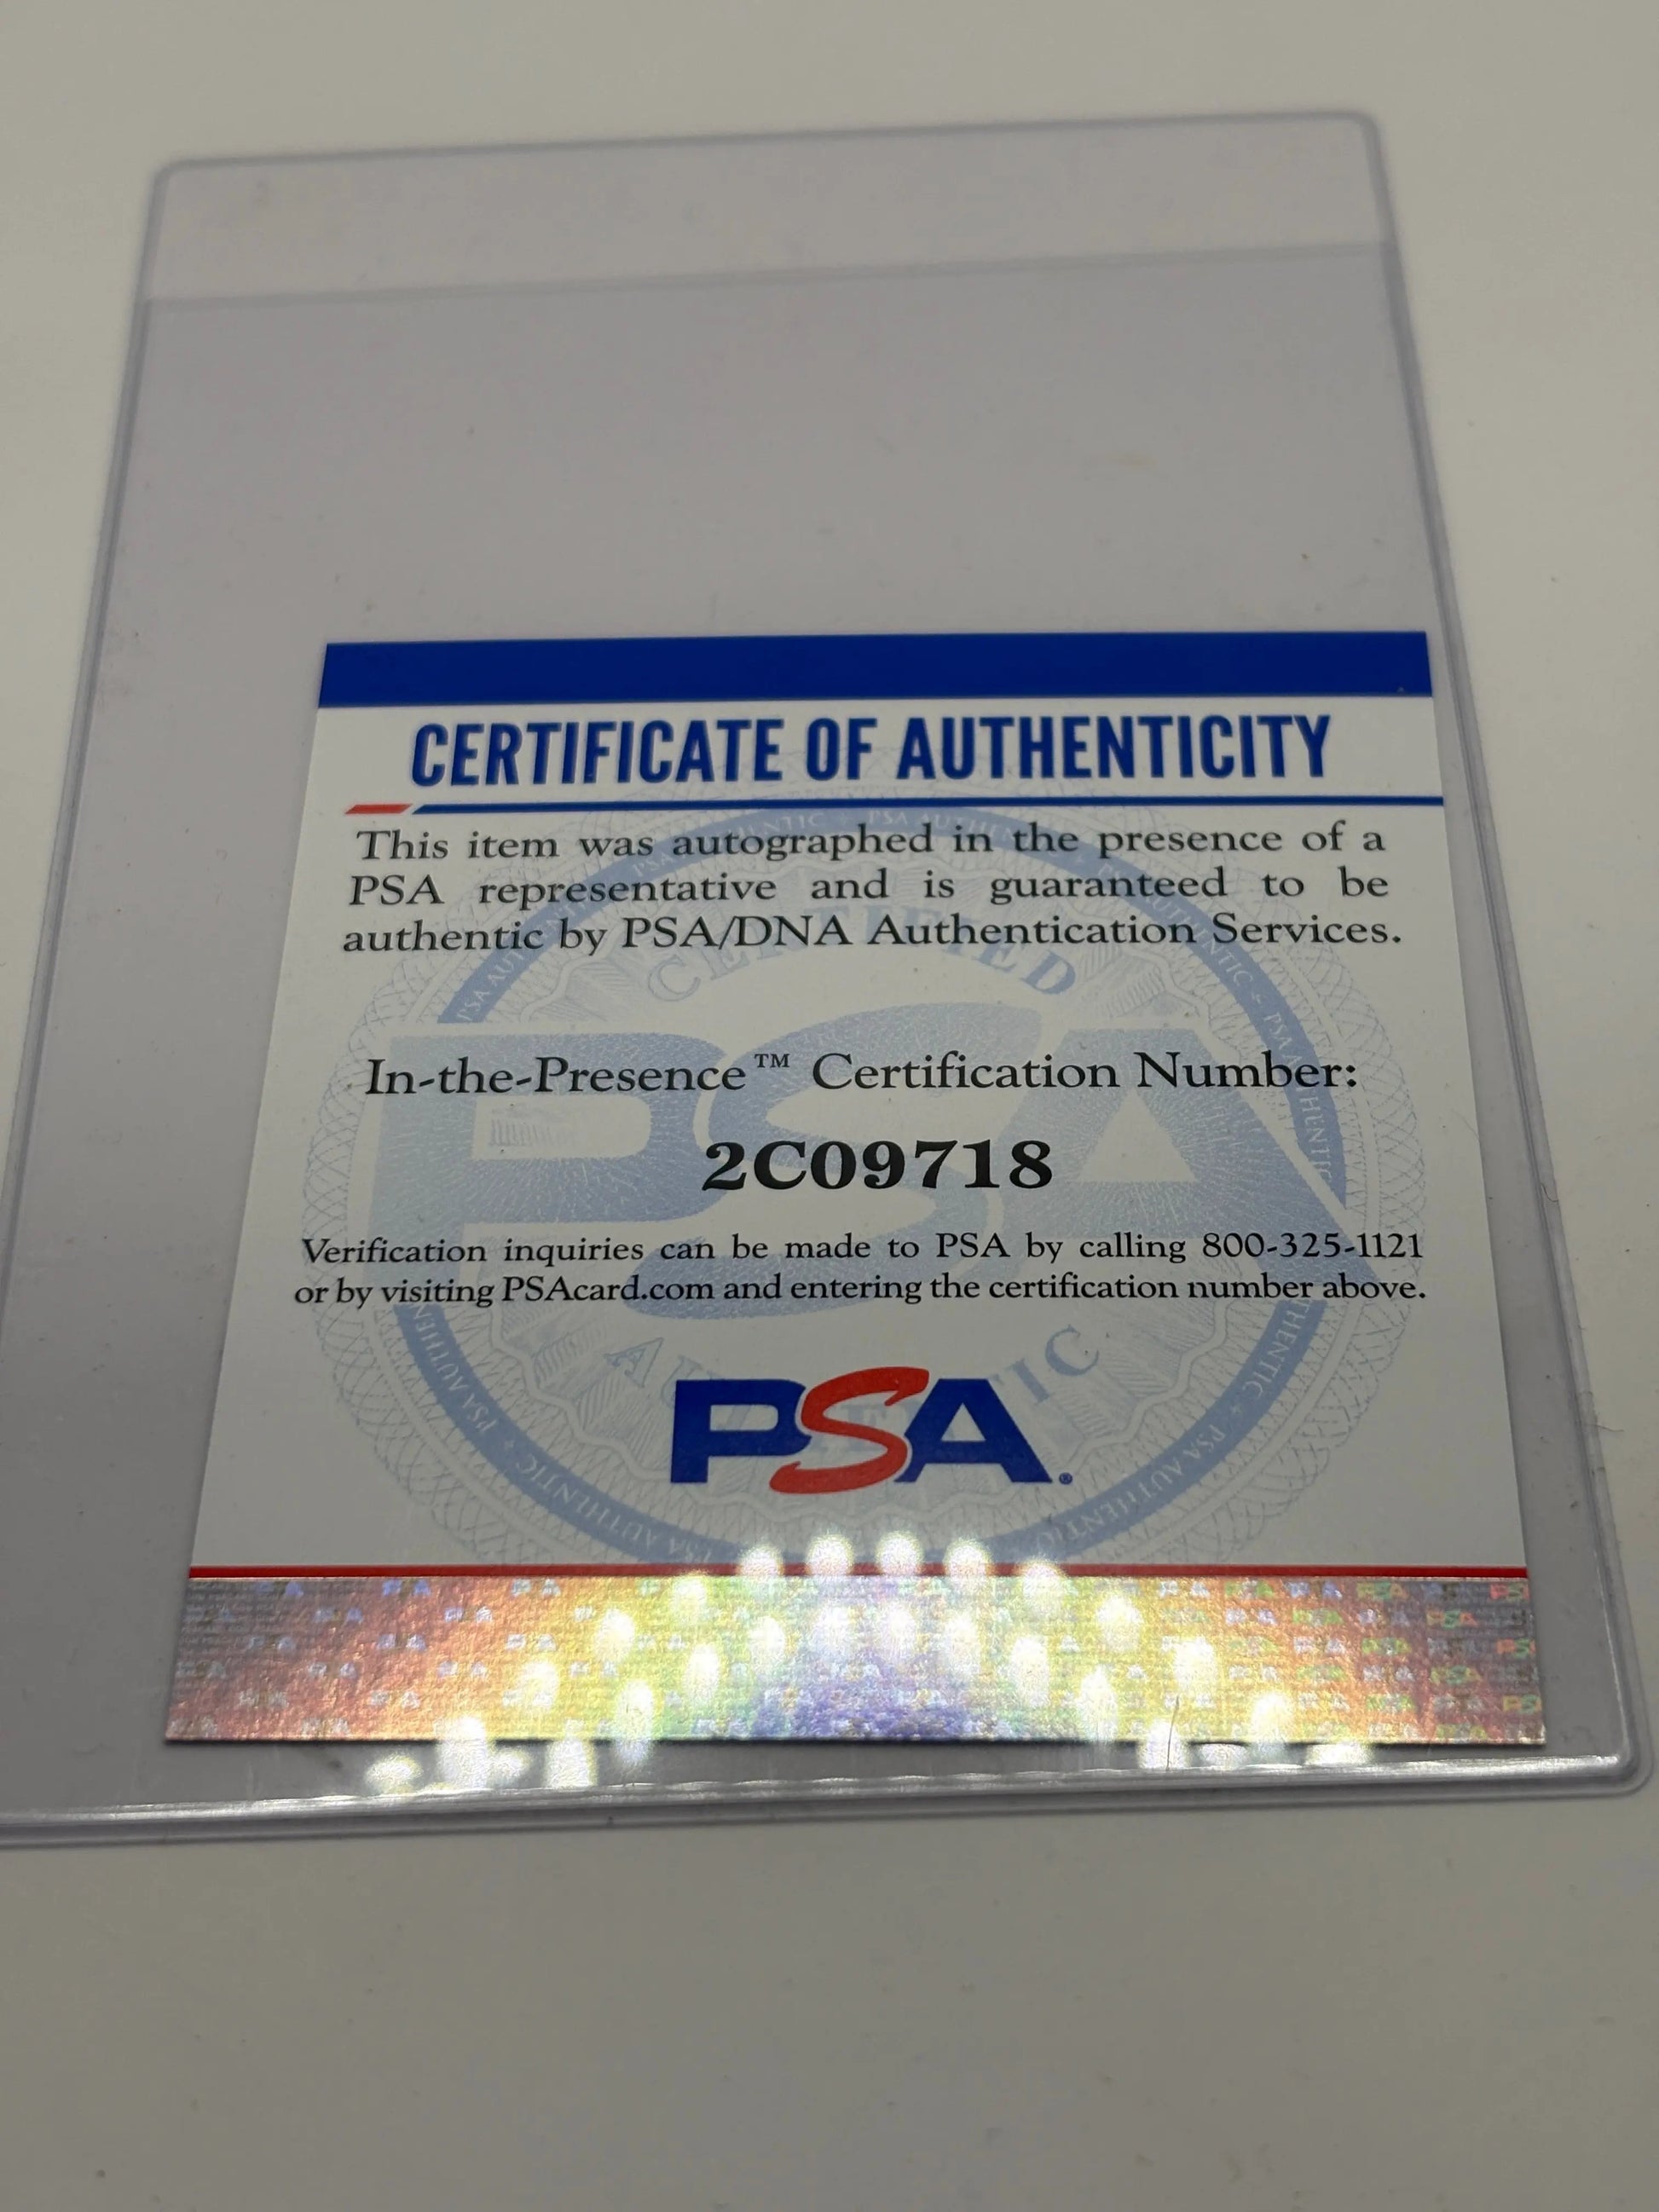 CERTIFICATE OF AUTHENTICITY
This item was autographed in the presence of a
PSA representative and is guaranteed to be
authentic by PSA/DNA Authentication Services.
CERTIFIED
In-the-Presence™ Certification Number:
2C09718
Verification inquiries can be made to PSA by calling 800-325-1121
or by visiting PSAcard.com and entering the certification number above.
PSA®